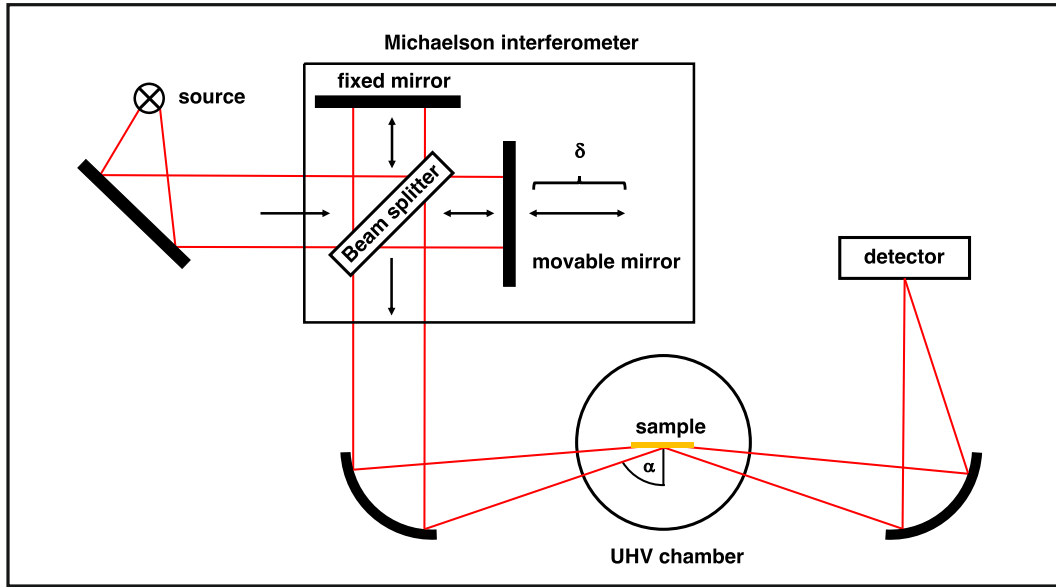 Michaelson interferometer
fixed mirror
source
δ
Beam splitter
movable mirror
detector
sample
α
UHV chamber